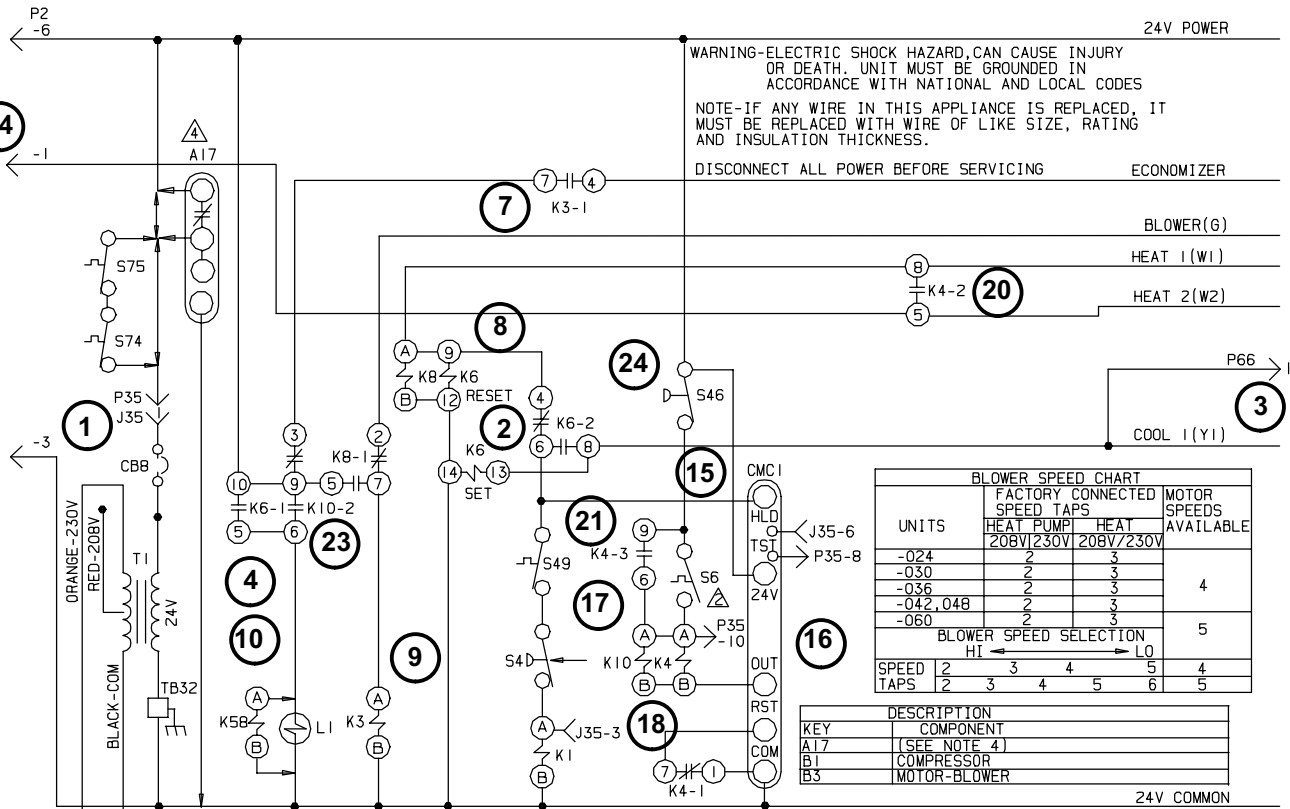 P2
-6
24V POWER
WARNING-ELECTRIC SHOCK HAZARD,CAN CAUSE INJURY
OR DEATH. UNIT MUST BE GROUNDED IN
ACCORDANCE WITH NATIONAL AND LOCAL CODES
NOTE-IF ANY WIRE IN THIS APPLIANCE IS REPLACED, IT
MUST BE REPLACED WITH WIRE OF LIKE SIZE, RATING
AND INSULATION THICKNESS.
DISCONNECT ALL POWER BEFORE SERVICING
ECONOMIZER
4
-1
4
A17
7 4
K3-1
7
BLOWER(G)
HEAT 1(W1)
8
K4-2
20
5
HEAT 2(W2)
S75
S74
8
A 9
K8 K6
B 12 RESET
4
K6-2
2
6 8
24
S46
P66
1
3
COOL 1(Y1)
P35
J35
1
-3
CB8
3
2
K8-1
10 9 5 7
K6-1 K10-2
5 6
23
K6
14 13
SET
15
CMC1
HLD
J35-6
TST
P35-8
24V
21
9
K4-3
6
S49
S6
2
17
ORANGE-230V
RED-208V
T1
24V
BLACK-COM
TB32
4
10
9
A A
P35
-10
16
S4
K10 K4
B B
OUT
RST
COM
A
K58
B
L1
A
K3
B
A
J35-3
K1
B
18
7 1
K4-1
BLOWER SPEED CHART
UNITS
FACTORY CONNECTED
SPEED TAPS
MOTOR
SPEEDS
AVAILABLE
HEAT PUMP HEAT
208V 230V 208V/230V
-024 2 3
-030 2 3
-036 2 3
4
-042,048 2 3
-060 2 3
5
BLOWER SPEED SELECTION
HI LO
SPEED 2 3 4 5 4
TAPS 2 3 4 5 6 5
DESCRIPTION
KEY COMPONENT
A17 (SEE NOTE 4)
B1 COMPRESSOR
B3 MOTOR-BLOWER
24V COMMON